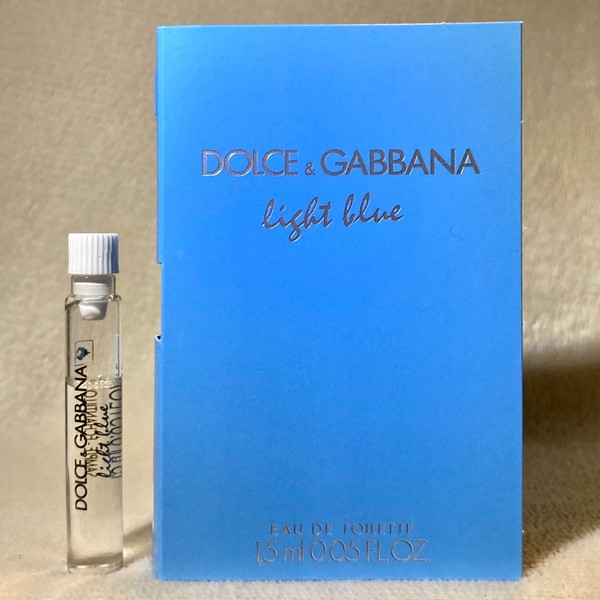 DOLCE & GABBANA
light blue
EAU DE TOILETTE
1,5 ml 0.05 FL. OZ.
DOLCE & GABBANA
light blue